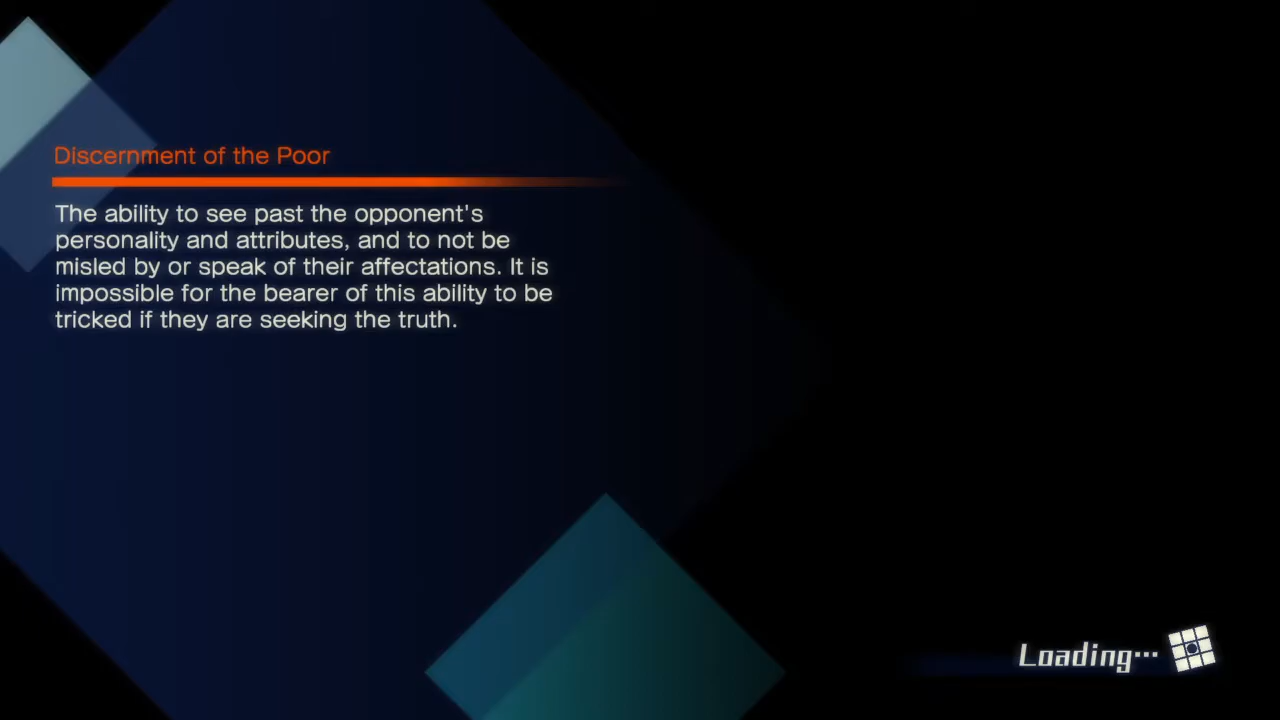 Discernment of the Poor
The ability to see past the opponent's
personality and attributes, and to not be
misled by or speak of their affectations. It is
impossible for the bearer of this ability to be
tricked if they are seeking the truth.
Loading…